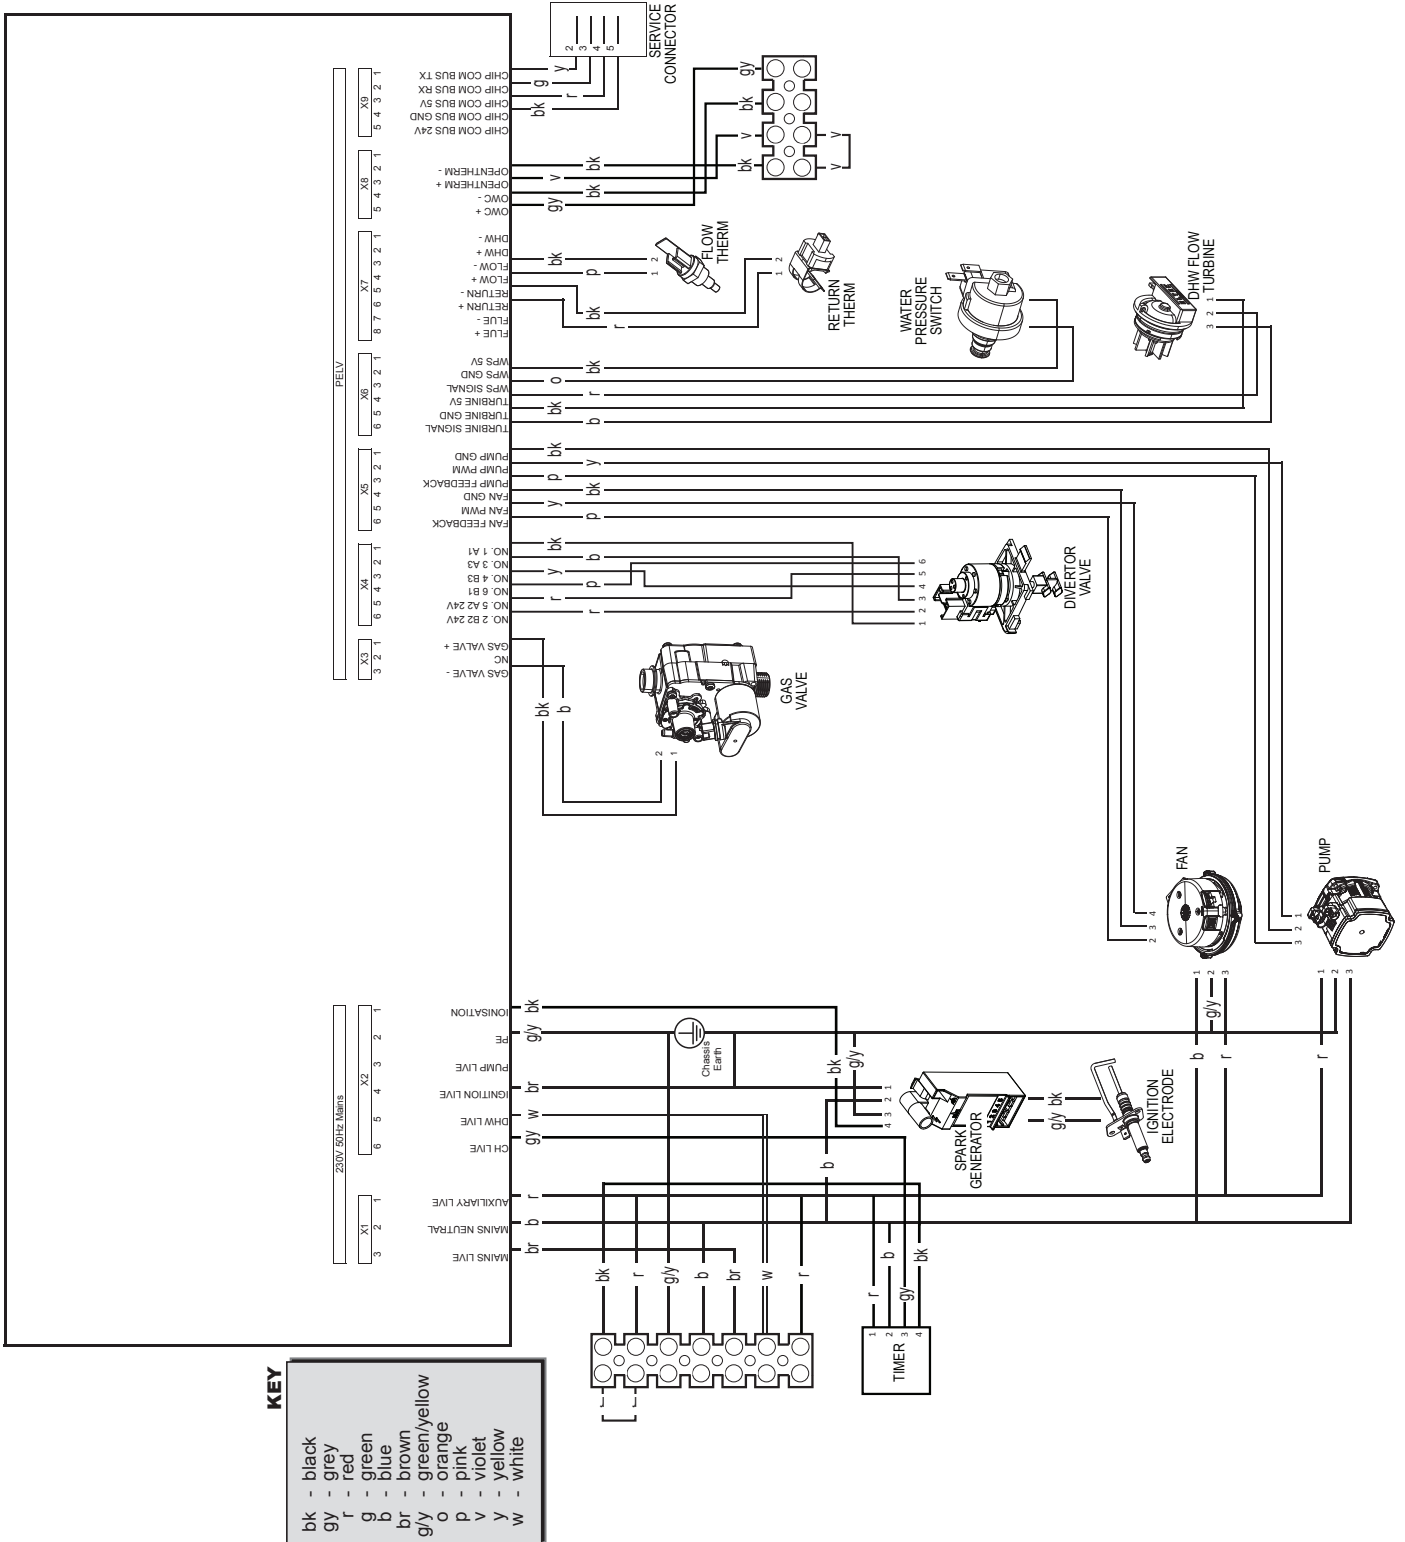 KEY
bk - black
gy - grey
r - red
g - green
b - blue
br - brown
g/y - green/yellow
o - orange
p - pink
v - violet
y - yellow
w - white
PELV
X9
1 2 3 4 5
CHIP COM BUS TX
CHIP COM BUS RX
CHIP COM BUS 5V
CHIP COM BUS GND
CHIP COM BUS 24V
y
g
r
bk
2 3 4 5
SERVICE
CONNECTOR
X8
1 2 3 4 5
OPENTHERM -
OPENTHERM +
OWC -
OWC +
bk
v
bk
gy
gy
bk
v
bk
v
v
X7
1 2 3 4 5 6 7 8
DHW -
DHW +
FLOW -
FLOW +
RETURN -
RETURN +
FLUE -
FLUE +
bk
p
bk
r
2
1
FLOW
THERM
2
1
RETURN
THERM
X6
1 2 3 4 5 6
WPS 5V
WPS GND
WPS SIGNAL
TURBINE 5V
TURBINE GND
TURBINE SIGNAL
bk
o
r
bk
b
WATER
PRESSURE
SWITCH
DHW FLOW
TURBINE
1
2
3
X5
1 2 3 4 5 6
PUMP GND
PUMP PWM
PUMP FEEDBACK
FAN GND
FAN PWM
FAN FEEDBACK
bk
y
p
bk
y
p
X4
1 2 3 4 5 6
NO. 1 A1
NO. 3 A3
NO. 4 B3
NO. 6 B1
NO. 5 A2 24V
NO. 2 B2 24V
bk
b
y
p
r
r
6
5
4
3
2
1
DIVERTOR
VALVE
X3
1 2 3
GAS VALVE +
NC
GAS VALVE -
bk
b
2
1
GAS
VALVE
FAN
4
3
2
1
2
3
PUMP
1
2
3
1
2
3
230V 50Hz Mains
X2
1 2 3 4 5 6
IONISATION
PE
PUMP LIVE
IGNITION LIVE
DHW LIVE
CH LIVE
bk
g/y
br
w
gy
Chassis
Earth
bk
g/y
1
2
3
4
b
SPARK
GENERATOR
g/y
bk
IGNITION
ELECTRODE
b
g/y
r
r
X1
1 2 3
AUXILIARY LIVE
MAINS NEUTRAL
MAINS LIVE
r
b
br
bk
r
g/y
b
br
w
r
r
b
gy
bk
1
2
3
4
TIMER